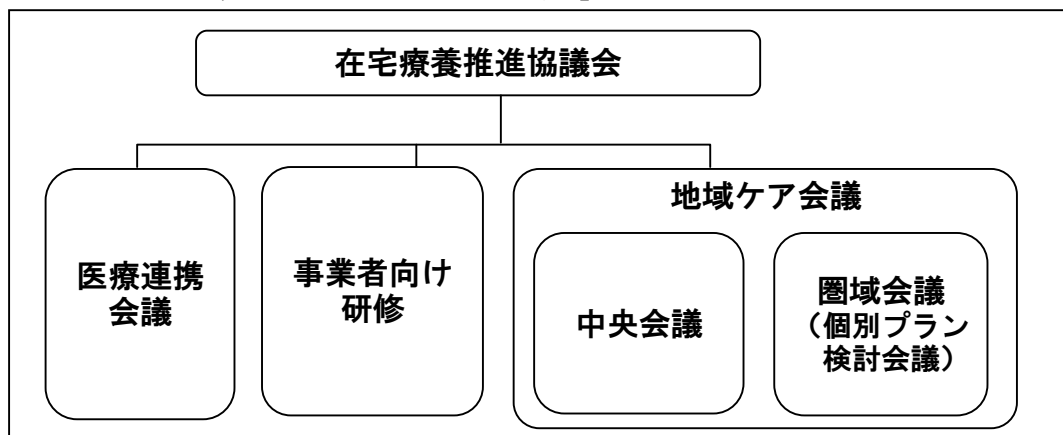 在宅療養推進協議会
医療連携
会議
事業者向け
研修
地域ケア会議
中央会議
圏域会議
（個別プラン
検討会議）